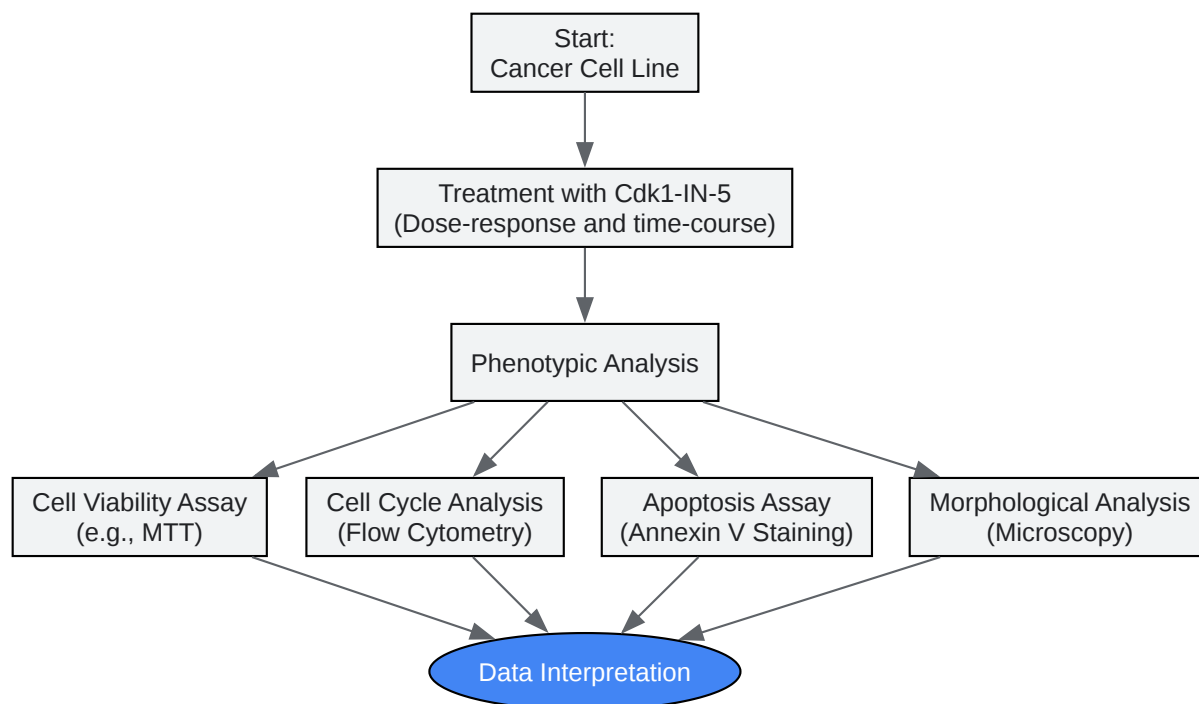 Start:
Cancer Cell Line
Treatment with Cdk1-IN-5
(Dose-response and time-course)
Phenotypic Analysis
Cell Viability Assay
(e.g., MTT)
Cell Cycle Analysis
(Flow Cytometry)
Apoptosis Assay
(Annexin V Staining)
Morphological Analysis
(Microscopy)
Data Interpretation